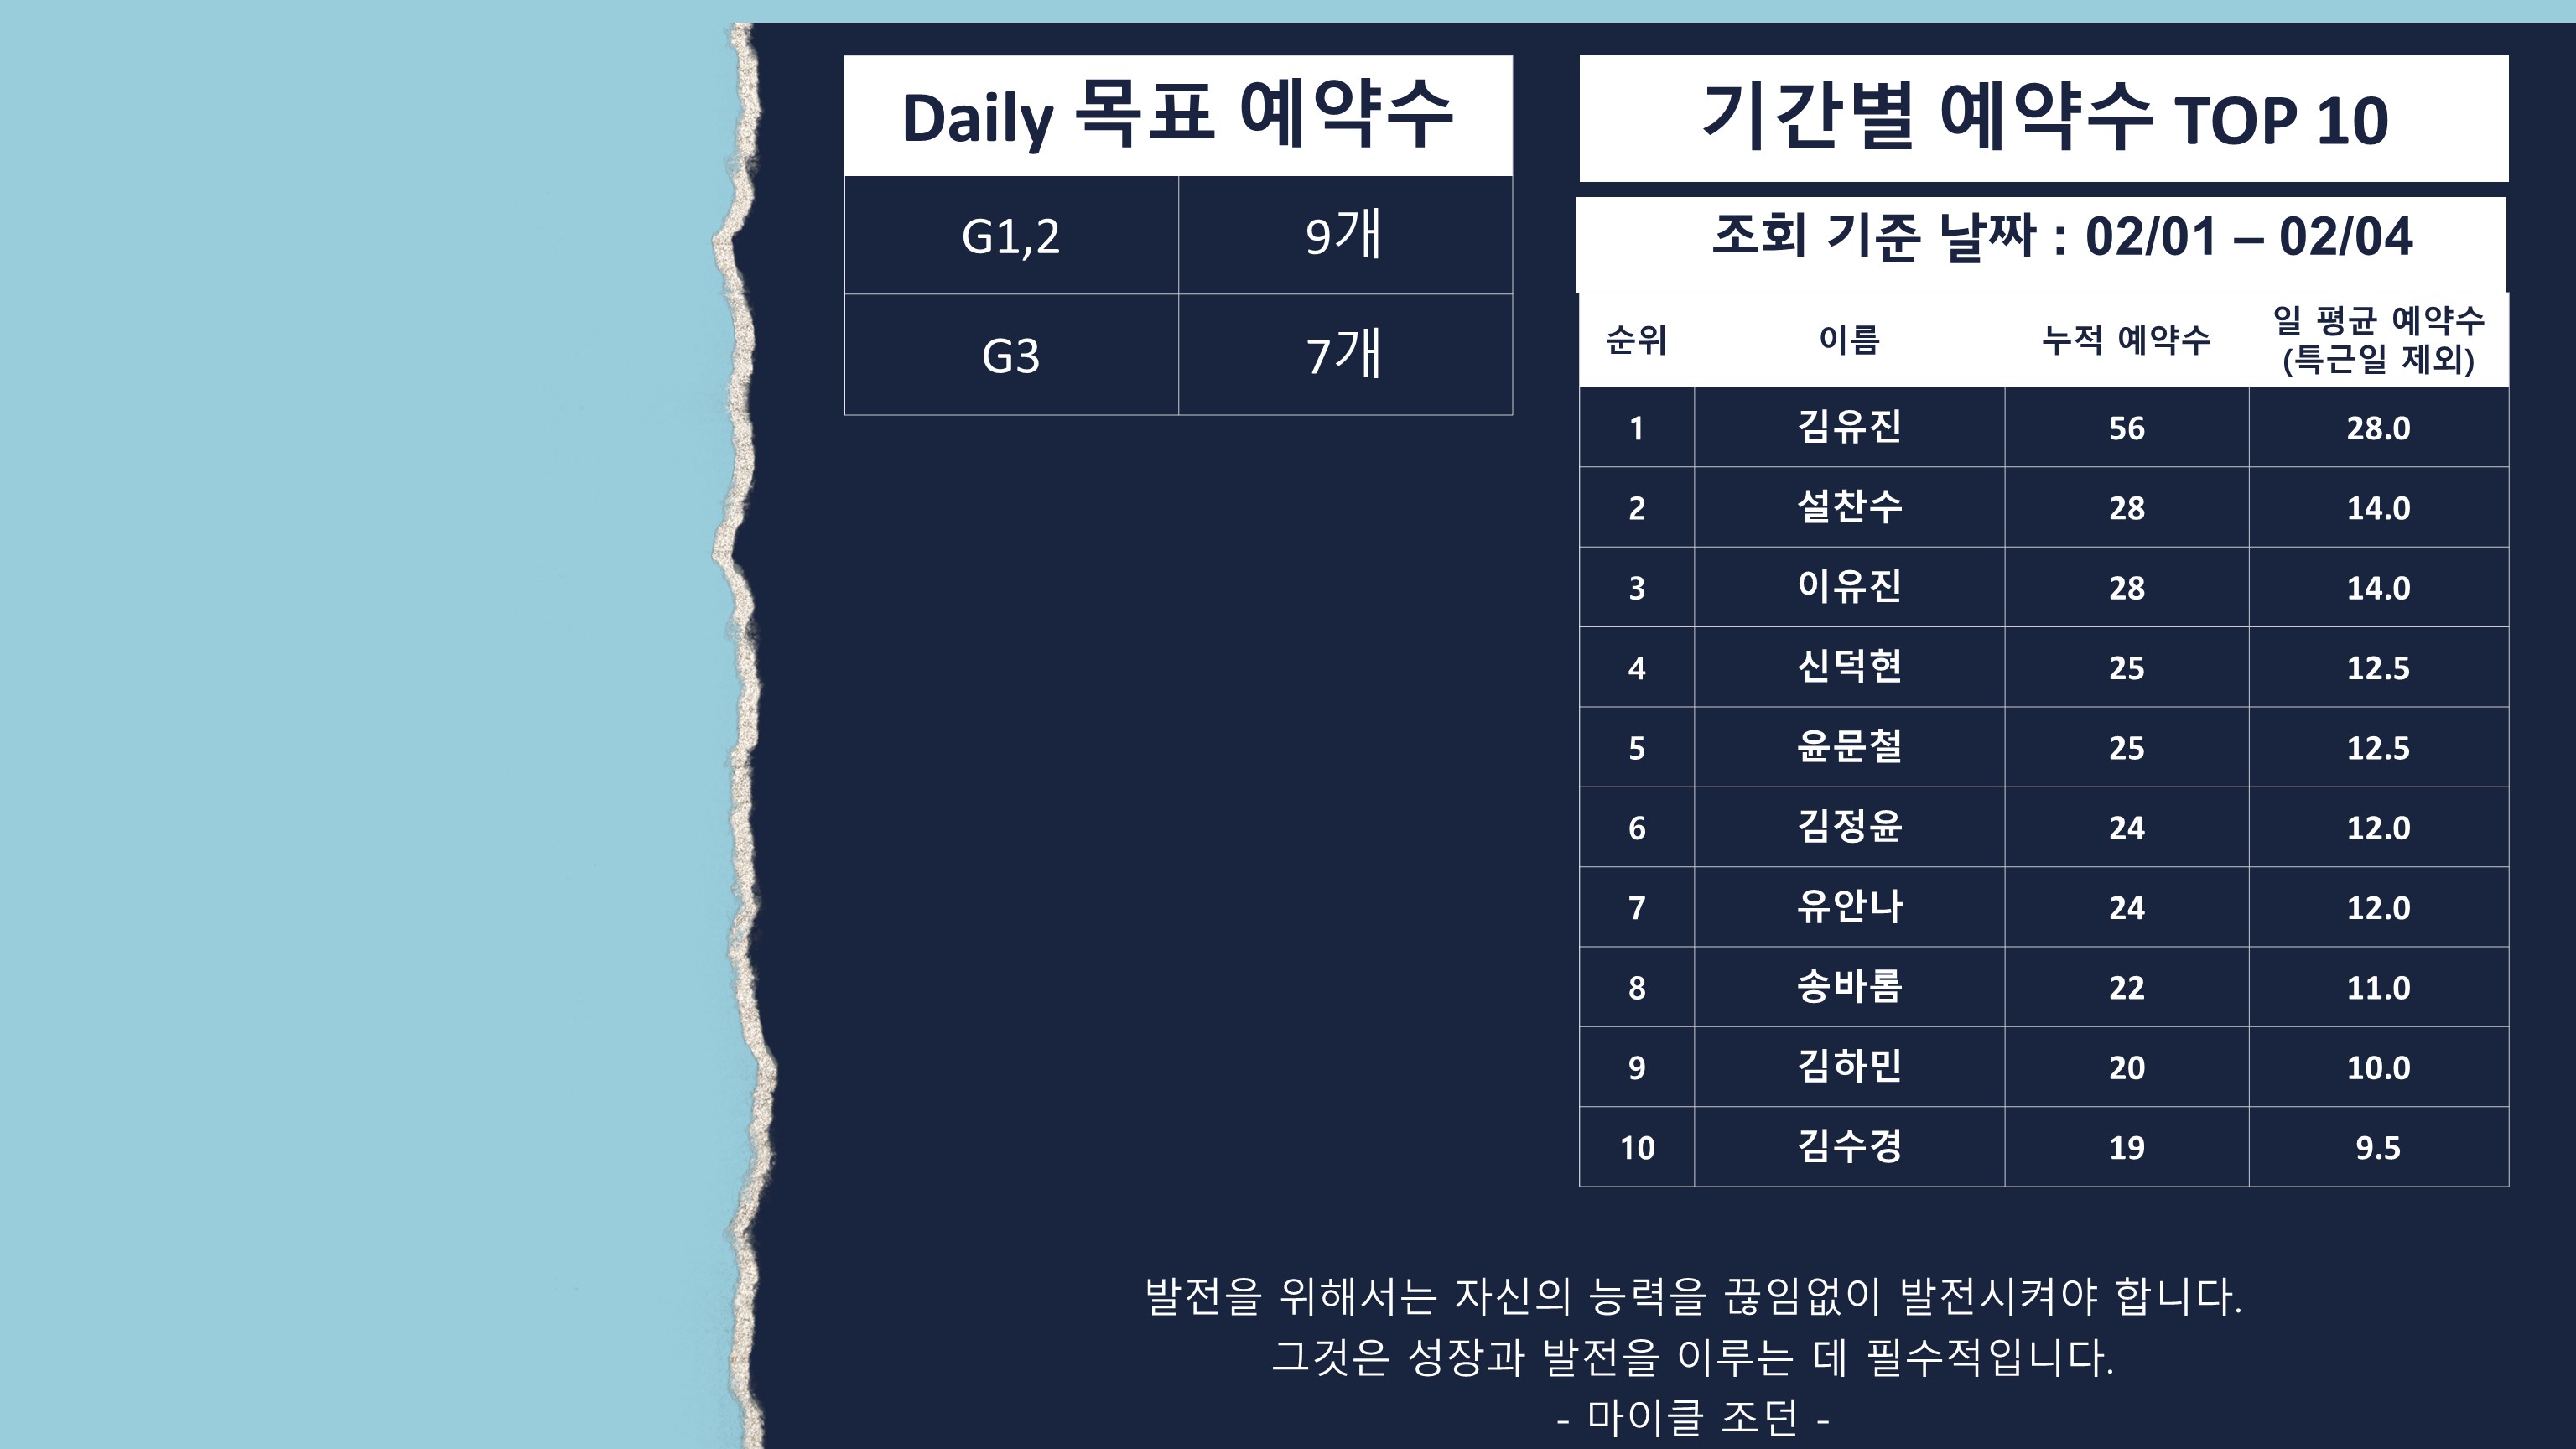 Daily 목표 예약수
G1,2 9개
G3 7개
기간별 예약수 TOP 10
조회 기준 날짜 : 02/01 – 02/04
순위 이름 누적 예약수 일 평균 예약수
(특근일 제외)
1 김유진 56 28.0
2 설찬수 28 14.0
3 이유진 28 14.0
4 신덕현 25 12.5
5 윤문철 25 12.5
6 김정윤 24 12.0
7 유안나 24 12.0
8 송바롬 22 11.0
9 김하민 20 10.0
10 김수경 19 9.5
발전을 위해서는 자신의 능력을 끊임없이 발전시켜야 합니다.
그것은 성장과 발전을 이루는 데 필수적입니다.
- 마이클 조던 -